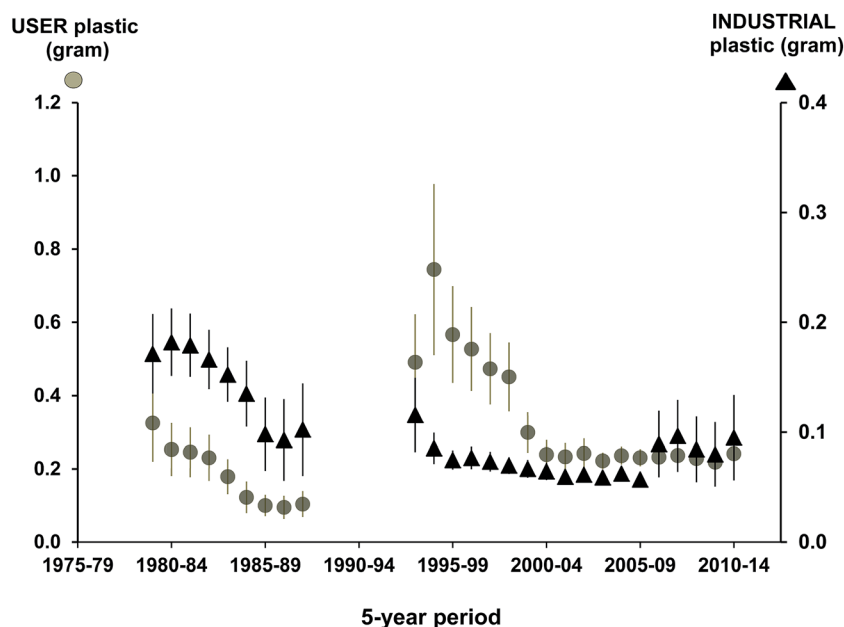 USER plastic
(gram)
INDUSTRIAL
plastic (gram)
1.2
1.0
0.8
0.6
0.4
0.2
0.0
0.4
0.3
0.2
0.1
0.0
1975-79 1980-84 1985-89 1990-94 1995-99 2000-04 2005-09 2010-14
5-year period